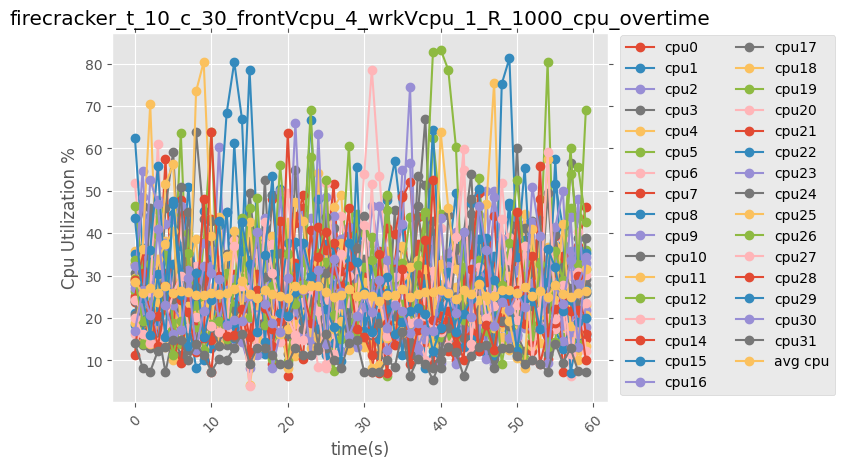 firecracker_t_10_c_30_frontVcpu_4_wrkVcpu_1_R_1000_cpu_overtime
Cpu Utilization %
80
70
60
50
40
30
20
10
0
10
20
30
40
50
60
time(s)
cpu0
cpu1
cpu2
cpu3
cpu4
cpu5
cpu6
cpu7
cpu8
cpu9
cpu10
cpu11
cpu12
cpu13
cpu14
cpu15
cpu16
cpu17
cpu18
cpu19
cpu20
cpu21
cpu22
cpu23
cpu24
cpu25
cpu26
cpu27
cpu28
cpu29
cpu30
cpu31
avg cpu